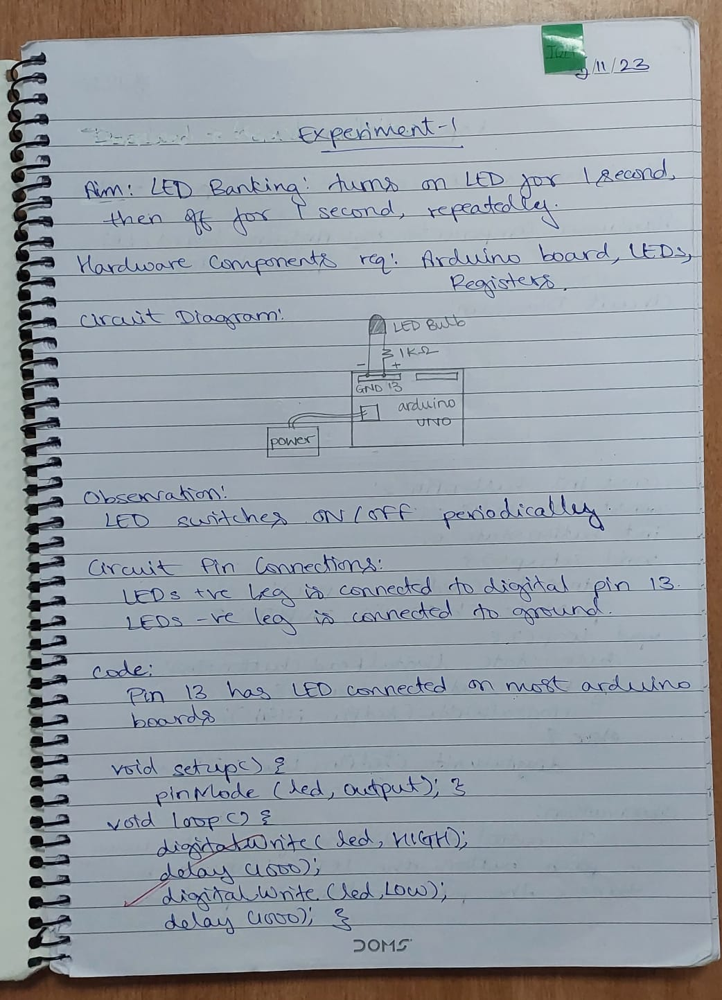 2/11/23
Experiment-1
Aim: LED Banking: turns on LED for 1 second,
then off for 1 second, repeatedly.
Hardware Components req: Arduino board, LEDs,
Registers.
Circuit Diagram:
LED Bulb
1KΩ
- +
GND 13
arduino
UNO
power
Observation:
LED switches ON/OFF periodically.
Circuit Pin Connections:
LEDs +ve leg is connected to digital pin 13.
LEDs -ve leg is connected to ground.
Code:
Pin 13 has LED connected on most arduino
boards
void setup() {
pinMode (led, output); }
void loop() {
digitalWrite( led, HIGH);
delay (1000);
digitalWrite (led, LOW);
delay (1000); }
DOMS